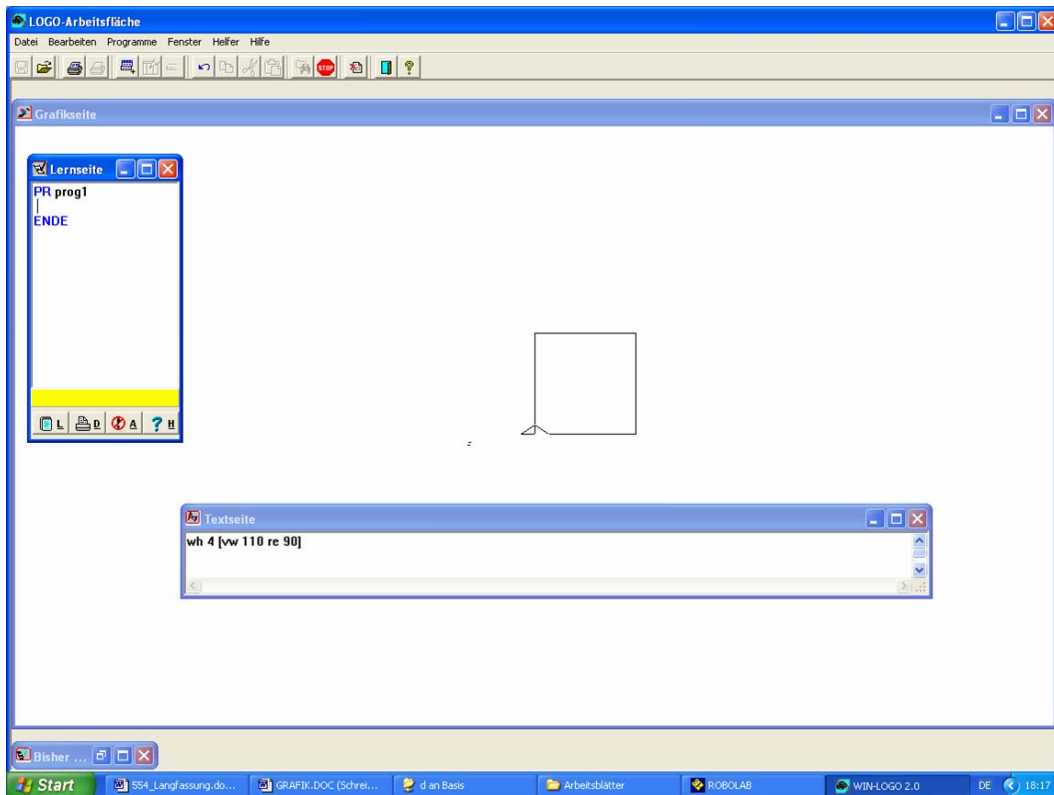 LOGO-Arbeitsfläche
Datei Bearbeiten Programme Fenster Helfer Hilfe
STOP
Grafikseite
Lernseite
PR prog1
ENDE
L D A H
Textseite
wh 4 [vw 110 re 90]
Bisher ...
Start 554_Langfassung.do... GRAFIK.DOC (Schrei... d an Basis Arbeitsblätter ROBOLAB WIN-LOGO 2.0 DE 18:17